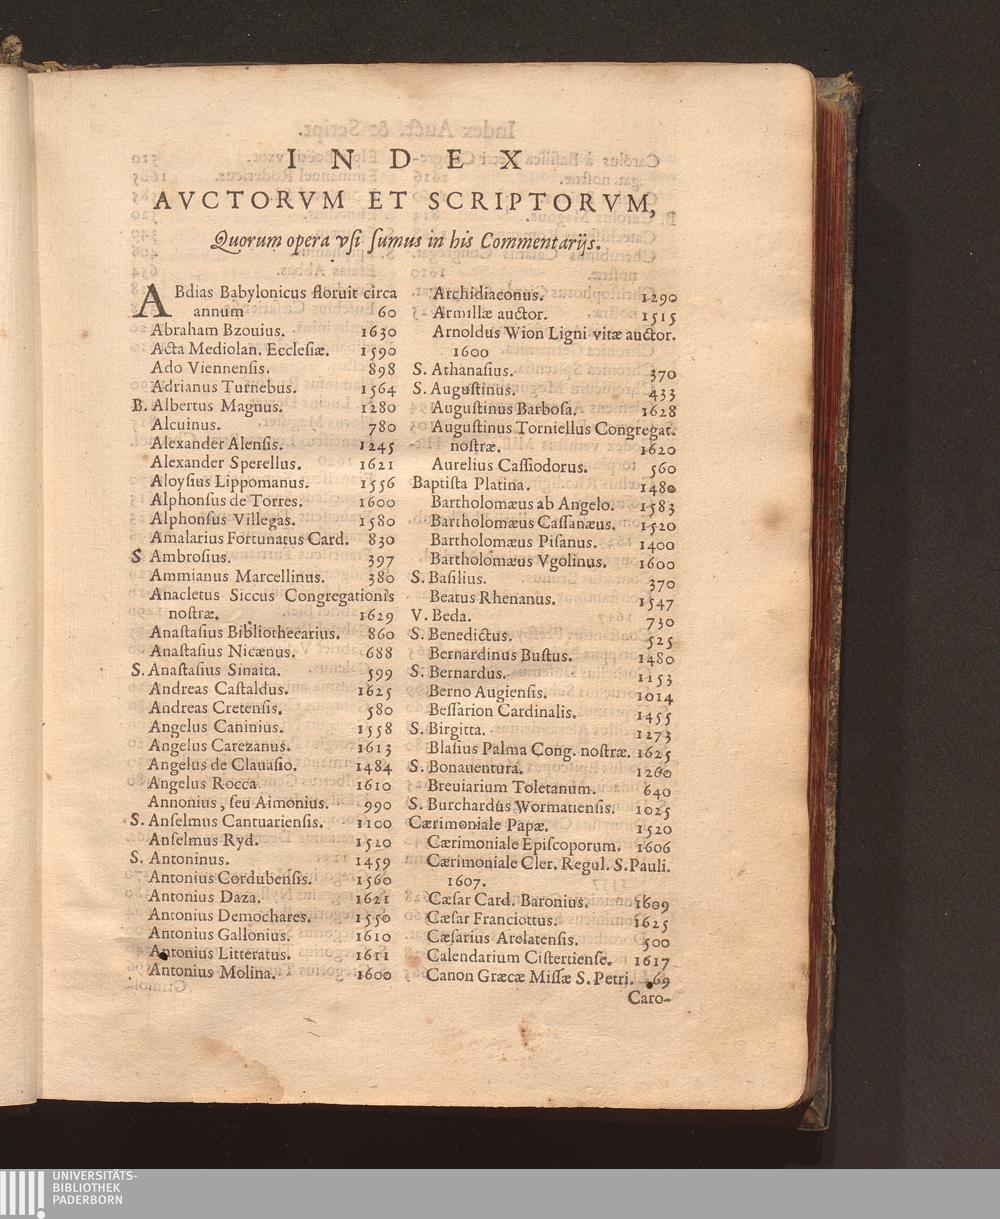 INDEX
AVCTORVM ET SCRIPTORVM,
Quorum opera vſi ſumus in his Commentarijs.
ABdias Babylonicus floruit circa
annum 60
Abraham Bzouius. 1630
Acta Mediolan. Eccleſiæ. 1590
Ado Viennenſis. 898
Adrianus Turnebus. 1564
B. Albertus Magnus. 1280
Alcuinus. 780
Alexander Alenſis. 1245
Alexander Sperellus. 1621
Aloyſius Lippomanus. 1556
Alphonſus de Torres. 1600
Alphonſus Villegas. 1580
Amalarius Fortunatus Card. 830
S Ambroſius. 397
Ammianus Marcellinus. 380
Anacletus Siccus Congregationis
noſtræ. 1629
Anaſtaſius Bibliothecarius. 860
Anaſtaſius Nicænus. 688
S. Anaſtaſius Sinaita. 599
Andreas Caſtaldus. 1625
Andreas Cretenſis. 580
Angelus Caninius. 1558
Angelus Carezanus. 1613
Angelus de Clauaſio. 1484
Angelus Rocca 1610
Annonius, ſeu Aimonius. 990
S. Anſelmus Cantuarienſis. 1100
Anſelmus Ryd. 1520
S. Antoninus. 1459
Antonius Cordubenſis. 1560
Antonius Daza. 1621
Antonius Demochares. 1550
Antonius Gallonius. 1610
Antonius Litteratus. 1611
Antonius Molina. 1600
Archidiaconus. 1290
Armillæ auctor. 1515
Arnoldus Wion Ligni vitæ auctor.
1600
S. Athanaſius. 370
S. Auguſtinus. 433
Auguſtinus Barboſa. 1628
Auguſtinus Torniellus Congregat.
noſtræ. 1620
Aurelius Caſſiodorus. 560
Baptiſta Platina. 1480
Bartholomæus ab Angelo. 1583
Bartholomæus Caſſanæus. 1520
Bartholomæus Piſanus. 1400
Bartholomæus Vgolinus. 1600
S. Baſilius. 370
Beatus Rhenanus. 1547
V. Beda. 730
S. Benedictus. 525
Bernardinus Buſtus. 1480
S. Bernardus. 1153
Berno Augienſis. 1014
Beſſarion Cardinalis. 1455
S. Birgitta. 1273
Blaſius Palma Cong. noſtræ. 1625
S. Bonauentura. 1260
Breuiarium Toletanum. 640
S. Burchardus Wormatienſis. 1025
Cærimoniale Papæ. 1520
Cærimoniale Epiſcoporum. 1606
Cærimoniale Cler. Regul. S. Pauli.
1607.
Cæſar Card. Baronius. 1609
Cæſar Franciottus. 1625
Cæſarius Arelatenſis. 500
Calendarium Ciſtertienſe. 1617
Canon Græcæ Miſſæ S. Petri. 69
Caro-
UNIVERSITÄTS-
BIBLIOTHEK
PADERBORN